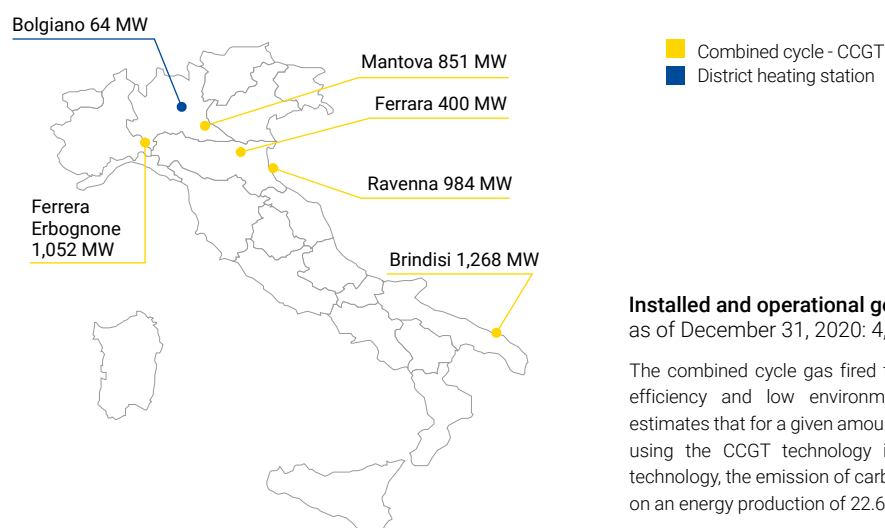 Bolgiano 64 MW
Mantova 851 MW
Ferrara 400 MW
Ravenna 984 MW
Ferrera
Erbognone
1,052 MW
Brindisi 1,268 MW
Combined cycle - CCGT
District heating station
Installed and operational
as of December 31, 2020: 4,
The combined cycle gas fired
efficiency and low
estimates that for a given
using the CCGT technology
technology, the emission of
on an energy production of 22.6